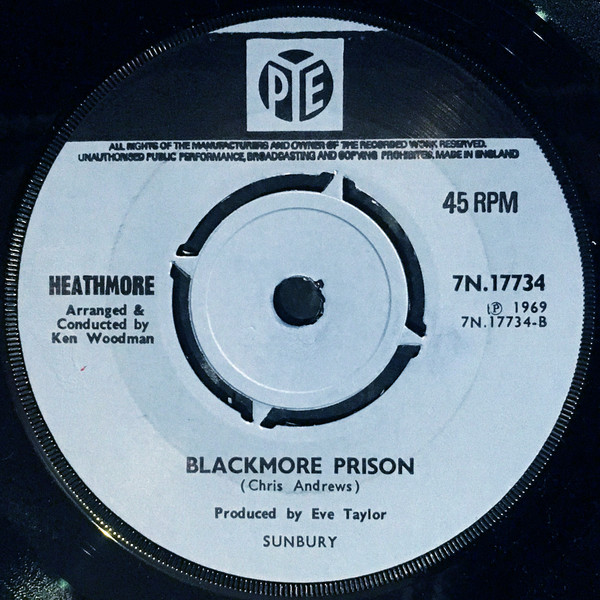 PYE
ALL RIGHTS OF THE MANUFACTURERS AND OWNER OF THE RECORDED WORK RESERVED.
UNAUTHORISED PUBLIC PERFORMANCE, BROADCASTING AND COPYING PROHIBITED. MADE IN ENGLAND
45 RPM
HEATHMORE
Arranged &
Conducted by
Ken Woodman
7N.17734
Ⓟ 1969
7N.17734-B
BLACKMORE PRISON
(Chris Andrews)
Produced by Eve Taylor
SUNBURY